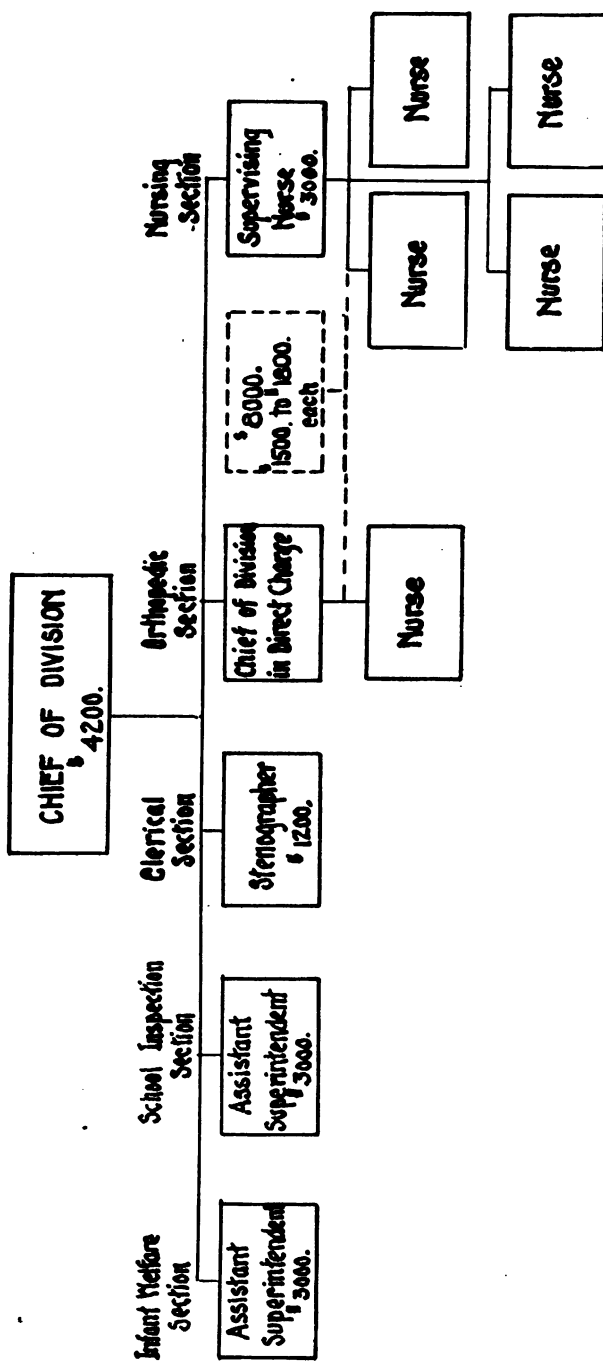 CHIEF OF DIVISION
$4200.
Infant Welfare
Section
School Inspection
Section
Clerical
Section
Orthopedic
Section
Nursing
Section
Assistant
Superintendent
$3000.
Assistant
Superintendent
$3000.
Stenographer
$1200.
Chief of Division
in Direct Charge
$8000.
$1500. to $1800.
each
Supervising
Nurse
$3000.
Nurse
Nurse
Nurse
Nurse
Nurse